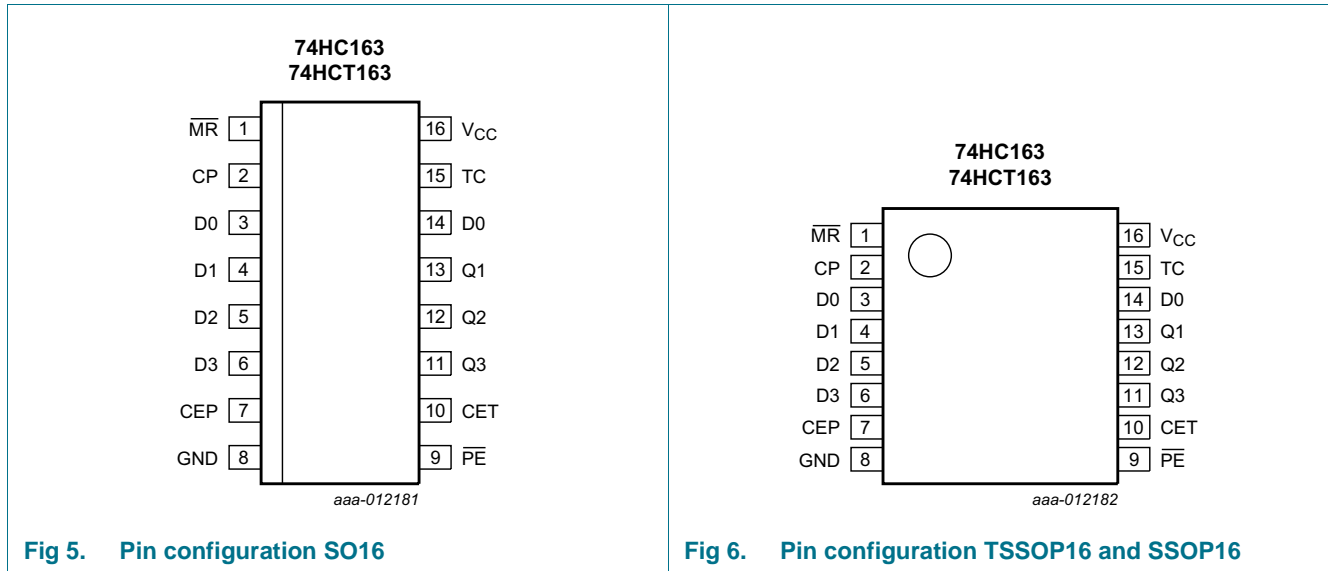 74HC163
74HCT163
MR 1
CP 2
D0 3
D1 4
D2 5
D3 6
CEP 7
GND 8
16 VCC
15 TC
14 D0
13 Q1
12 Q2
11 Q3
10 CET
9 PE
aaa-012181
Fig 5. Pin configuration SO16
74HC163
74HCT163
MR 1
CP 2
D0 3
D1 4
D2 5
D3 6
CEP 7
GND 8
16 VCC
15 TC
14 D0
13 Q1
12 Q2
11 Q3
10 CET
9 PE
aaa-012182
Fig 6. Pin configuration TSSOP16 and SSOP16